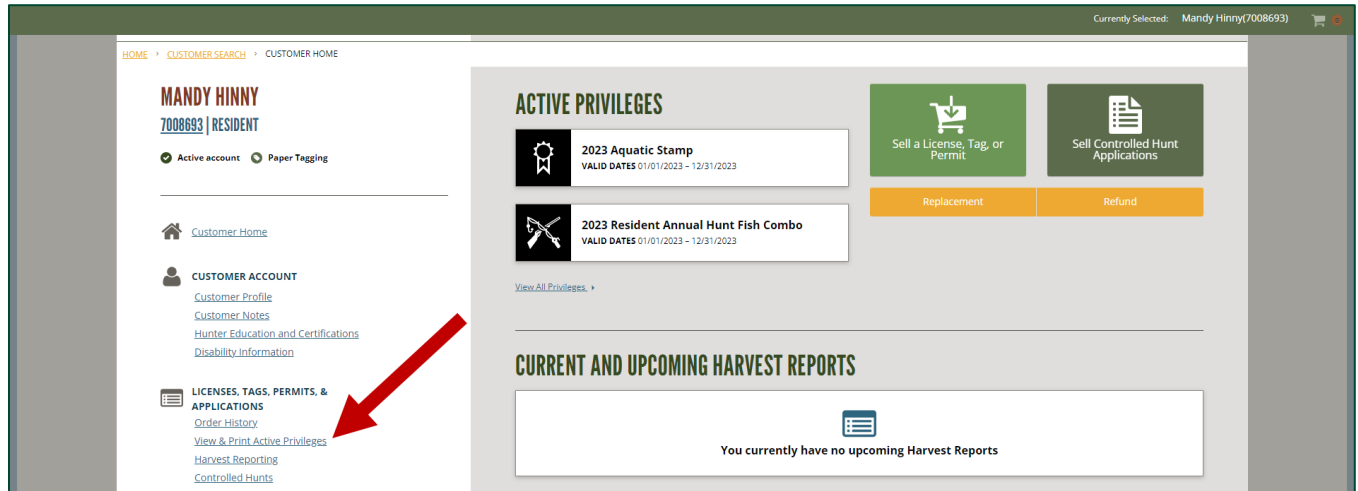 Currently Selected: Mandy Hinny(7008693) 0
HOME › CUSTOMER SEARCH › CUSTOMER HOME
MANDY HINNY
7008693 | RESIDENT
Active account Paper Tagging
Customer Home
CUSTOMER ACCOUNT
Customer Profile
Customer Notes
Hunter Education and Certifications
Disability Information
LICENSES, TAGS, PERMITS, &
APPLICATIONS
Order History
View & Print Active Privileges
Harvest Reporting
Controlled Hunts
ACTIVE PRIVILEGES
2023 Aquatic Stamp
VALID DATES 01/01/2023 – 12/31/2023
2023 Resident Annual Hunt Fish Combo
VALID DATES 01/01/2023 – 12/31/2023
View All Privileges
Sell a License, Tag, or
Permit
Sell Controlled Hunt
Applications
Replacement
Refund
CURRENT AND UPCOMING HARVEST REPORTS
You currently have no upcoming Harvest Reports